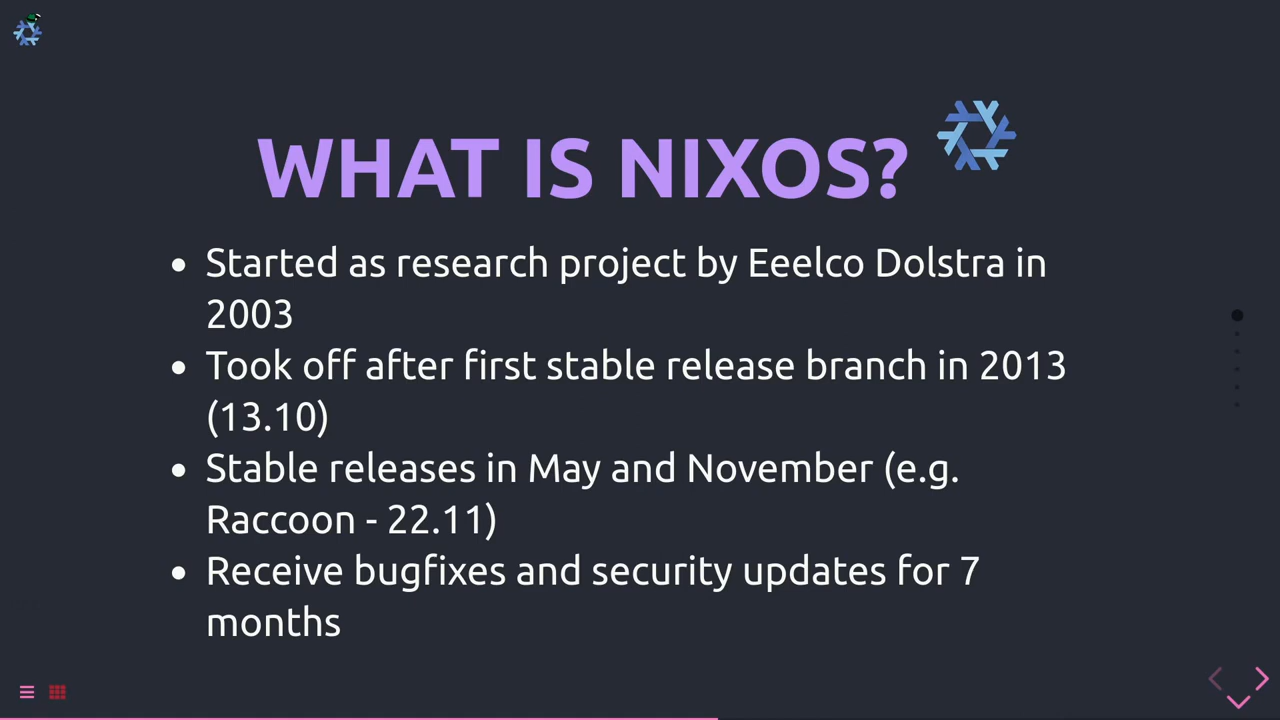 WHAT IS NIXOS?
Started as research project by Eeelco Dolstra in
2003
Took off after first stable release branch in 2013
(13.10)
Stable releases in May and November (e.g.
Raccoon - 22.11)
Receive bugfixes and security updates for 7
months